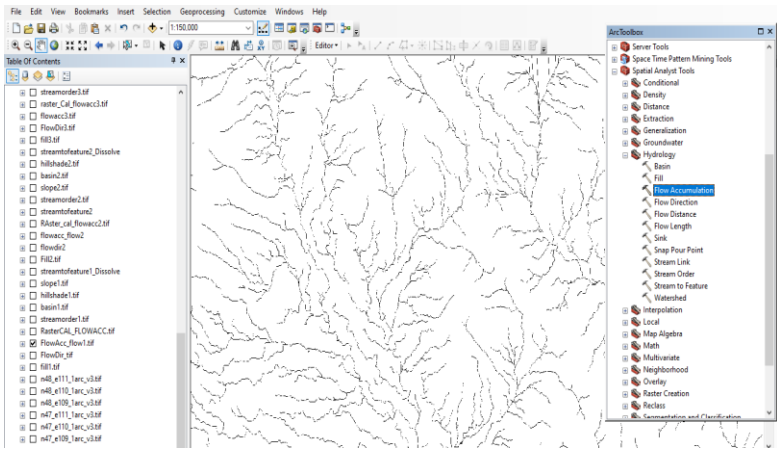 File Edit View Bookmarks Insert Selection Geoprocessing Customize Windows Help
1:150,000
Editor
Table Of Contents
streamorder3.tif
raster_Cal_flowacc3.tif
flowacc3.tif
FlowDir3.tif
fill3.tif
streamtofeature2_Dissolve
hillshade2.tif
basin2.tif
slope2.tif
streamorder2.tif
streamtofeature2
RAster_cal_flowacc2.tif
flowacc_flow2
flowdir2
Fill2.tif
streamtofeature1_Dissolve
slope1.tif
hillshade1.tif
basin1.tif
streamorder1.tif
RasterCAL_FLOWACC.tif
FlowAcc_flow1.tif
FlowDir_tif
fill1.tif
n48_e111_1arc_v3.tif
n48_e110_1arc_v3.tif
n48_e109_1arc_v3.tif
n47_e111_1arc_v3.tif
n47_e110_1arc_v3.tif
n47_e109_1arc_v3.tif
ArcToolbox
Server Tools
Space Time Pattern Mining Tools
Spatial Analyst Tools
Conditional
Density
Distance
Extraction
Generalization
Groundwater
Hydrology
Basin
Fill
Flow Accumulation
Flow Direction
Flow Distance
Flow Length
Sink
Snap Pour Point
Stream Link
Stream Order
Stream to Feature
Watershed
Interpolation
Local
Map Algebra
Math
Multivariate
Neighborhood
Overlay
Raster Creation
Reclass
Segmentation and Classification